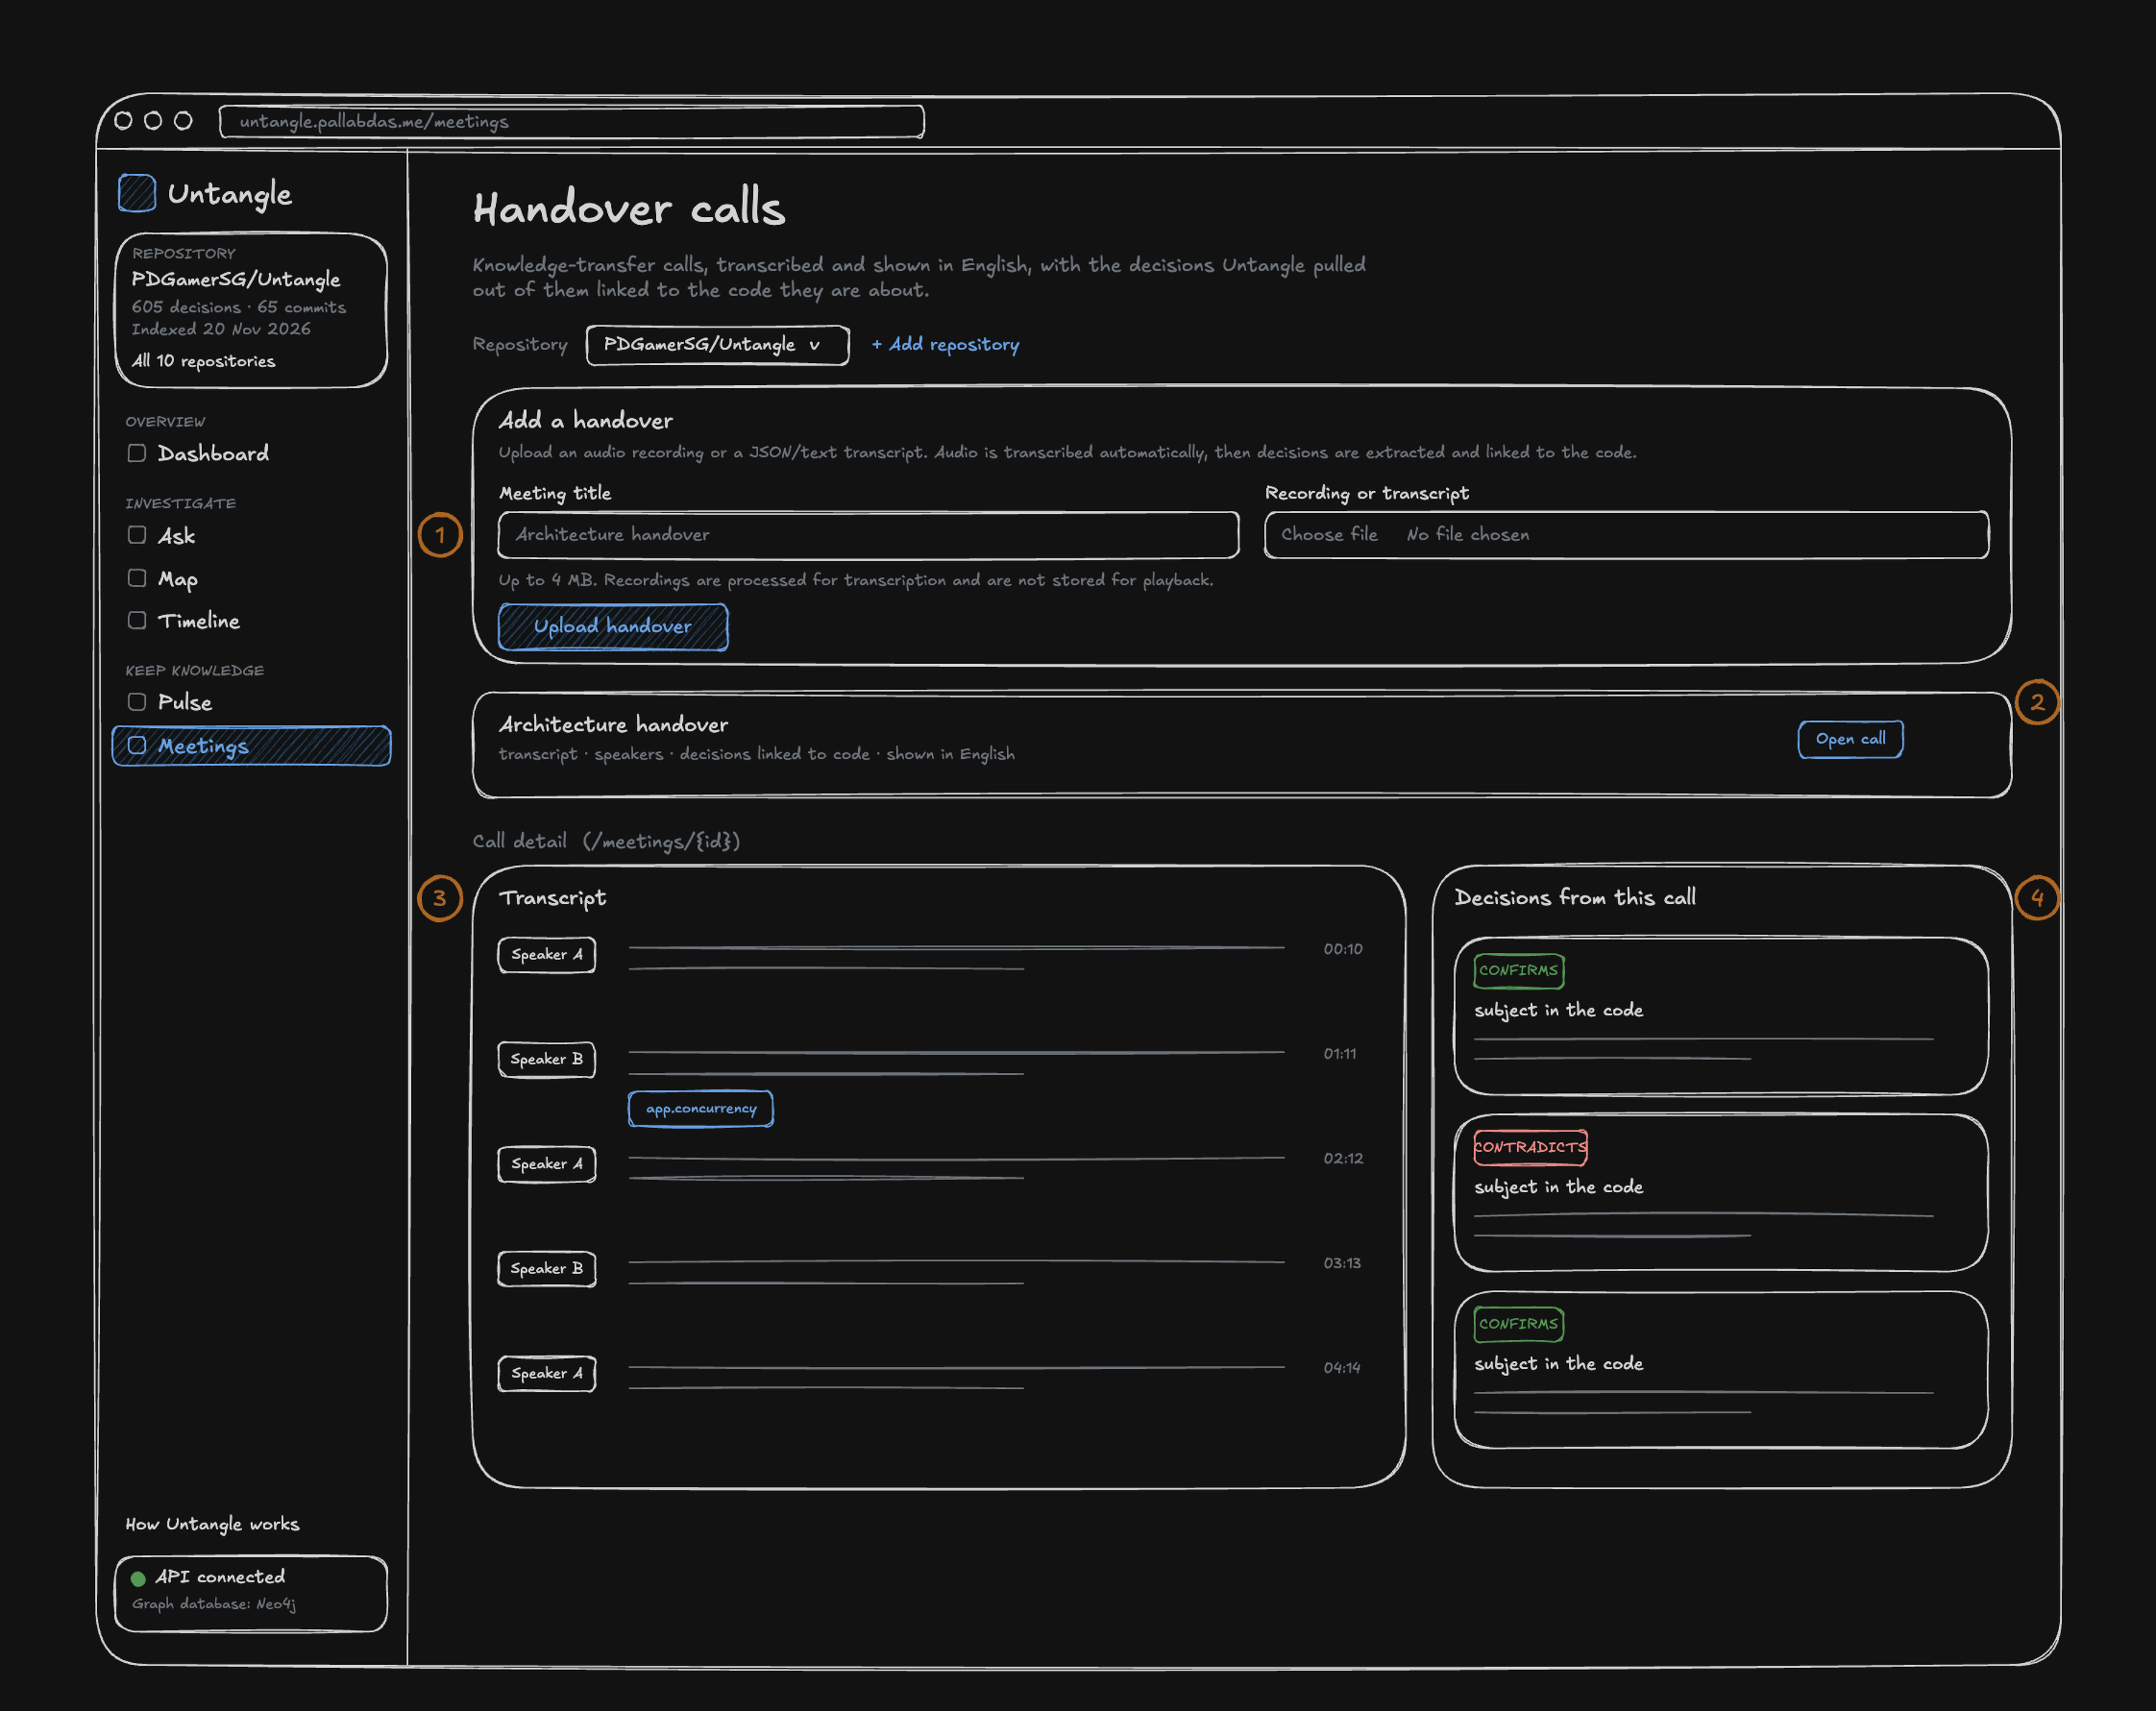 untangle.pallabdas.me/meetings
Untangle
REPOSITORY
PDGamerSG/Untangle
605 decisions · 65 commits
Indexed 20 Nov 2026
All 10 repositories
OVERVIEW
Dashboard
INVESTIGATE
Ask
Map
Timeline
KEEP KNOWLEDGE
Pulse
Meetings
How Untangle works
API connected
Graph database: Neo4j
Handover calls
Knowledge-transfer calls, transcribed and shown in English, with the decisions Untangle pulled
out of them linked to the code they are about.
Repository PDGamerSG/Untangle v + Add repository
1
Add a handover
Upload an audio recording or a JSON/text transcript. Audio is transcribed automatically, then decisions are extracted and linked to the code.
Meeting title
Architecture handover
Recording or transcript
Choose file No file chosen
Up to 4 MB. Recordings are processed for transcription and are not stored for playback.
Upload handover
2
Architecture handover
transcript · speakers · decisions linked to code · shown in English
Open call
Call detail (/meetings/{id})
3
Transcript
Speaker A 00:10
Speaker B 01:11
app.concurrency
Speaker A 02:12
Speaker B 03:13
Speaker A 04:14
4
Decisions from this call
CONFIRMS
subject in the code
CONTRADICTS
subject in the code
CONFIRMS
subject in the code